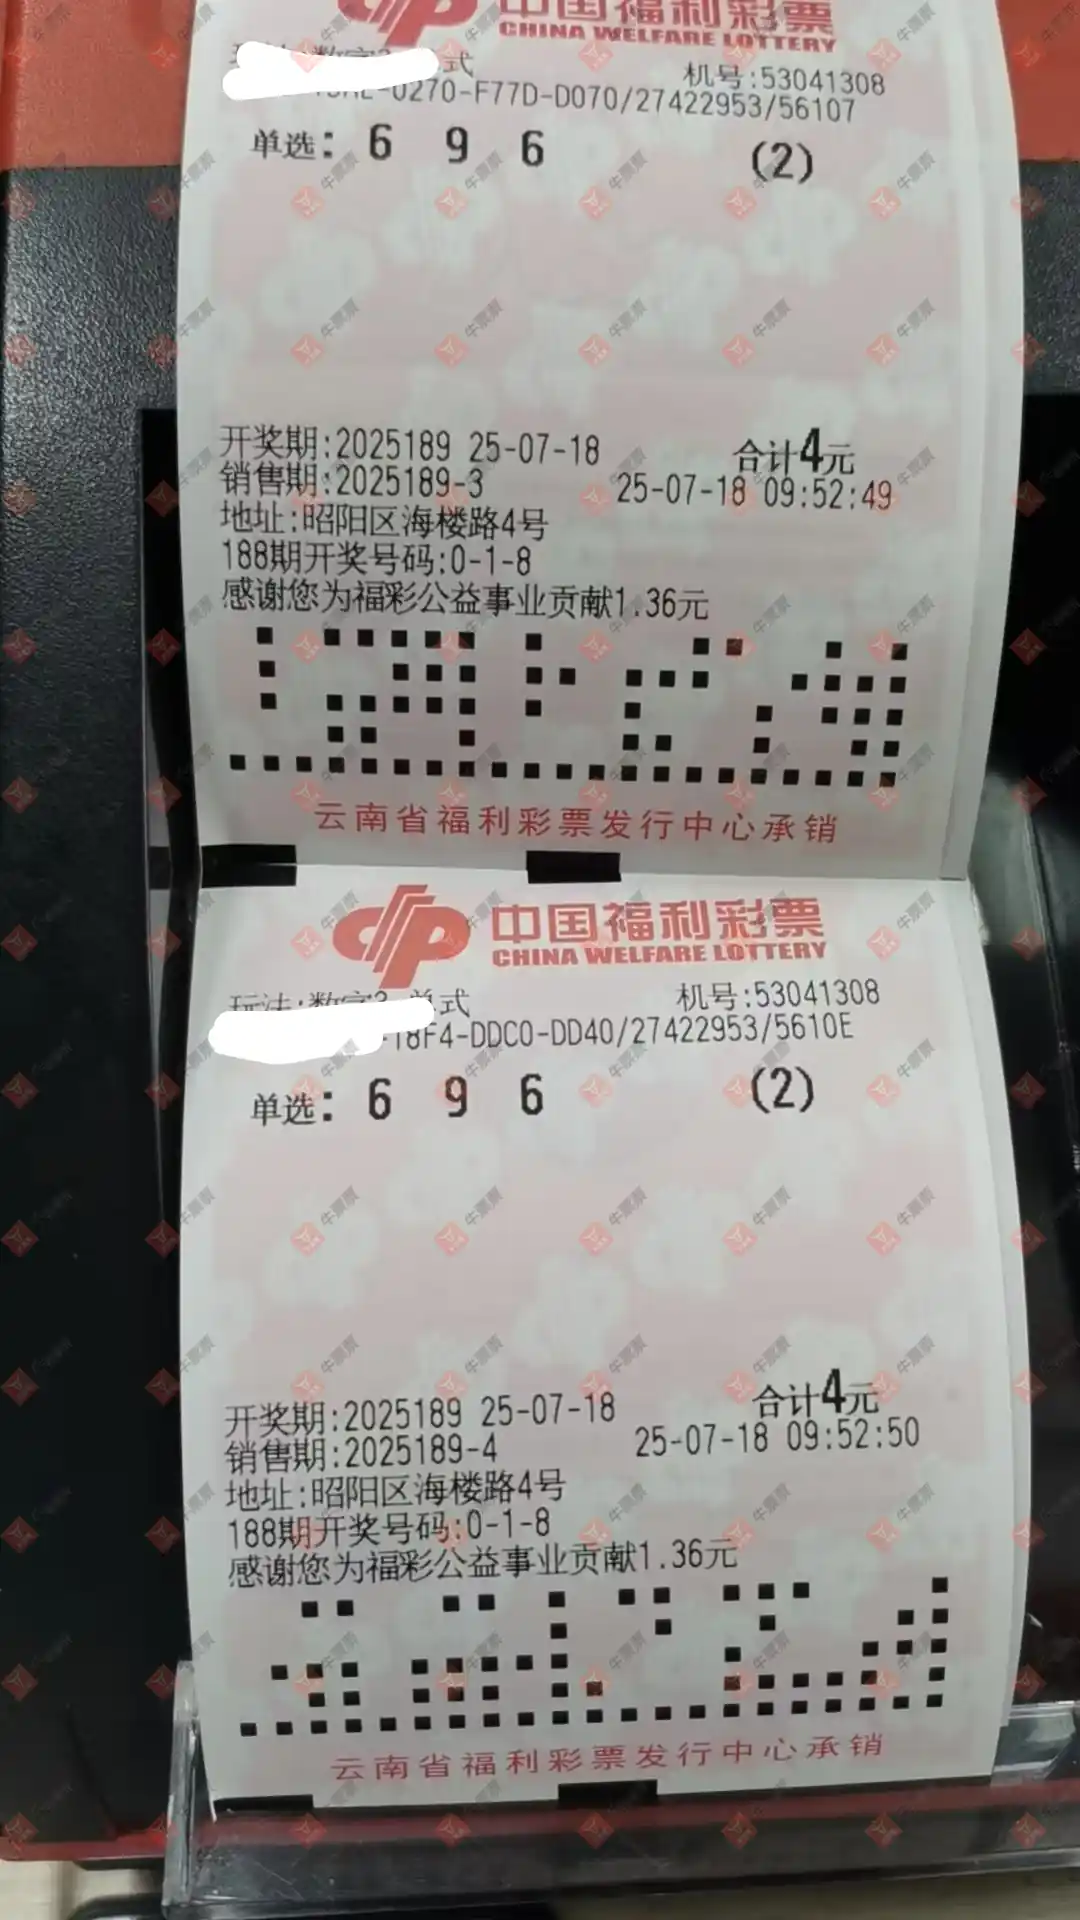 中国福利彩票
CHINA WELFARE LOTTERY
式 机号:53041308
-0270-F77D-D070/27422953/56107
单选: 6 9 6 (2)
开奖期:2025189 25-07-18 合计4元
销售期:2025189-3 25-07-18 09:52:49
地址:昭阳区海楼路4号
188期开奖号码:0-1-8
感谢您为福彩公益事业贡献1.36元
云南省福利彩票发行中心承销
中国福利彩票
CHINA WELFARE LOTTERY
玩法:数字3 单式 机号:53041308
-18F4-DDC0-DD40/27422953/5610E
单选: 6 9 6 (2)
开奖期:2025189 25-07-18 合计4元
销售期:2025189-4 25-07-18 09:52:50
地址:昭阳区海楼路4号
188期开奖号码:0-1-8
感谢您为福彩公益事业贡献1.36元
云南省福利彩票发行中心承销
牛票票